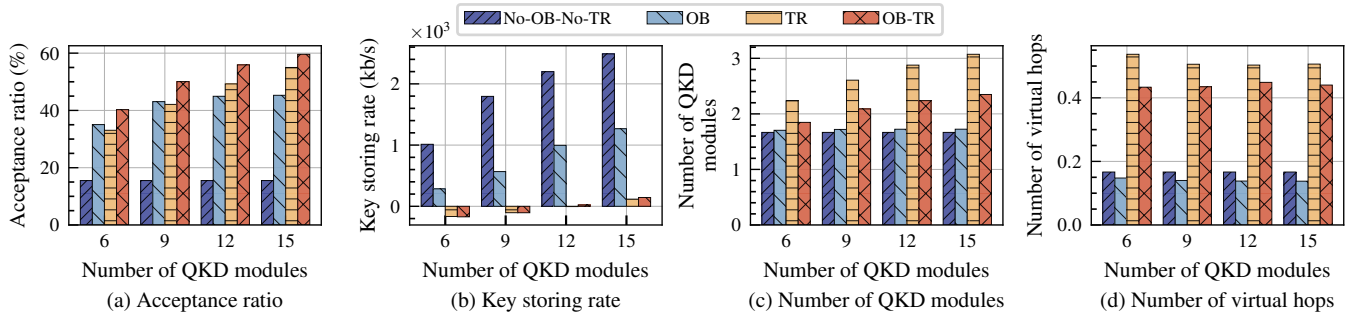 No-OB-No-TR OB TR OB-TR
Acceptance ratio (%)
60
40
20
0
6 9 12 15
Number of QKD modules
(a) Acceptance ratio
× 10³
Key storing rate (kb/s)
2
1
0
6 9 12 15
Number of QKD modules
(b) Key storing rate
Number of QKD
modules
3
2
1
0
6 9 12 15
Number of QKD modules
(c) Number of QKD modules
Number of virtual hops
0.4
0.2
0.0
6 9 12 15
Number of QKD modules
(d) Number of virtual hops